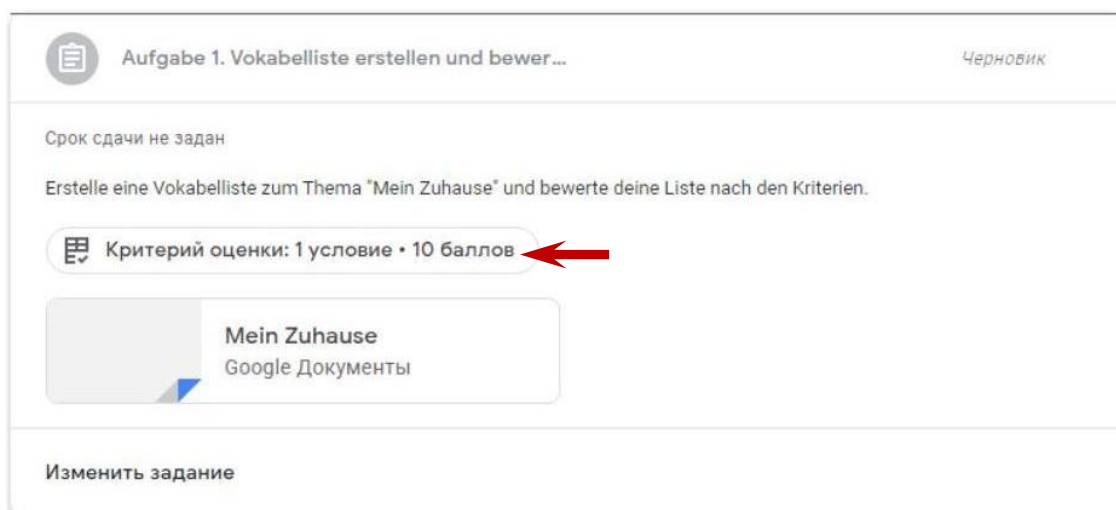 Aufgabe 1. Vokabelliste erstellen und bewer...
Черновик
Срок сдачи не задан
Erstelle eine Vokabelliste zum Thema "Mein Zuhause" und bewerte deine Liste nach den Kriterien.
Критерий оценки: 1 условие • 10 баллов
Mein Zuhause
Google Документы
Изменить задание